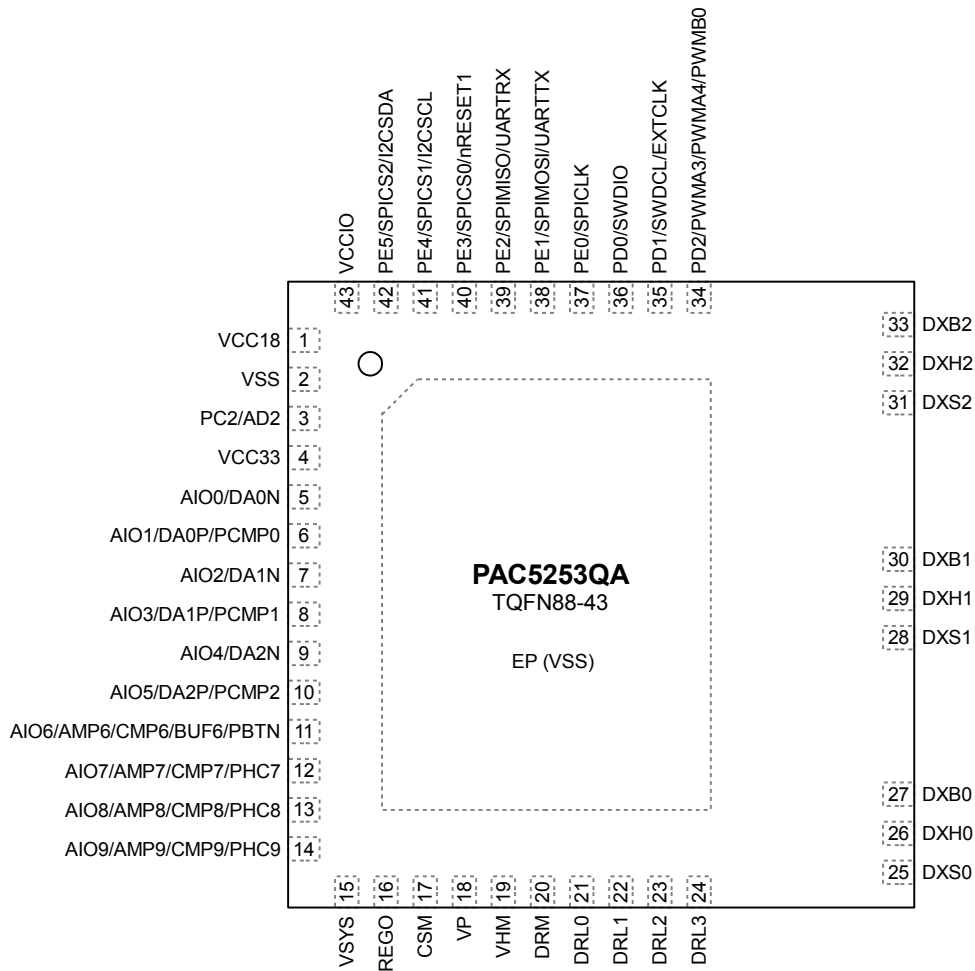 PD2/PWMA3/PWMA4/PWMB0
PD1/SWDCL/EXTCLK
PD0/SWDIO
PE0/SPICLK
PE1/SPIMOSI/UARTTX
PE2/SPIMISO/UARTRX
PE3/SPICS0/nRESET1
PE4/SPICS1/I2CSCL
PE5/SPICS2/I2CSDA
VCCIO
43 42 41 40 39 38 37 36 35 34
VCC18 1
VSS 2
PC2/AD2 3
VCC33 4
AIO0/DA0N 5
AIO1/DA0P/PCMP0 6
AIO2/DA1N 7
AIO3/DA1P/PCMP1 8
AIO4/DA2N 9
AIO5/DA2P/PCMP2 10
AIO6/AMP6/CMP6/BUF6/PBTN 11
AIO7/AMP7/CMP7/PHC7 12
AIO8/AMP8/CMP8/PHC8 13
AIO9/AMP9/CMP9/PHC9 14
PAC5253QA
TQFN88-43
EP (VSS)
33 DXB2
32 DXH2
31 DXS2
30 DXB1
29 DXH1
28 DXS1
27 DXB0
26 DXH0
25 DXS0
VSYS 15
REGO 16
CSM 17
VP 18
VHM 19
DRM 20
DRL0 21
DRL1 22
DRL2 23
DRL3 24